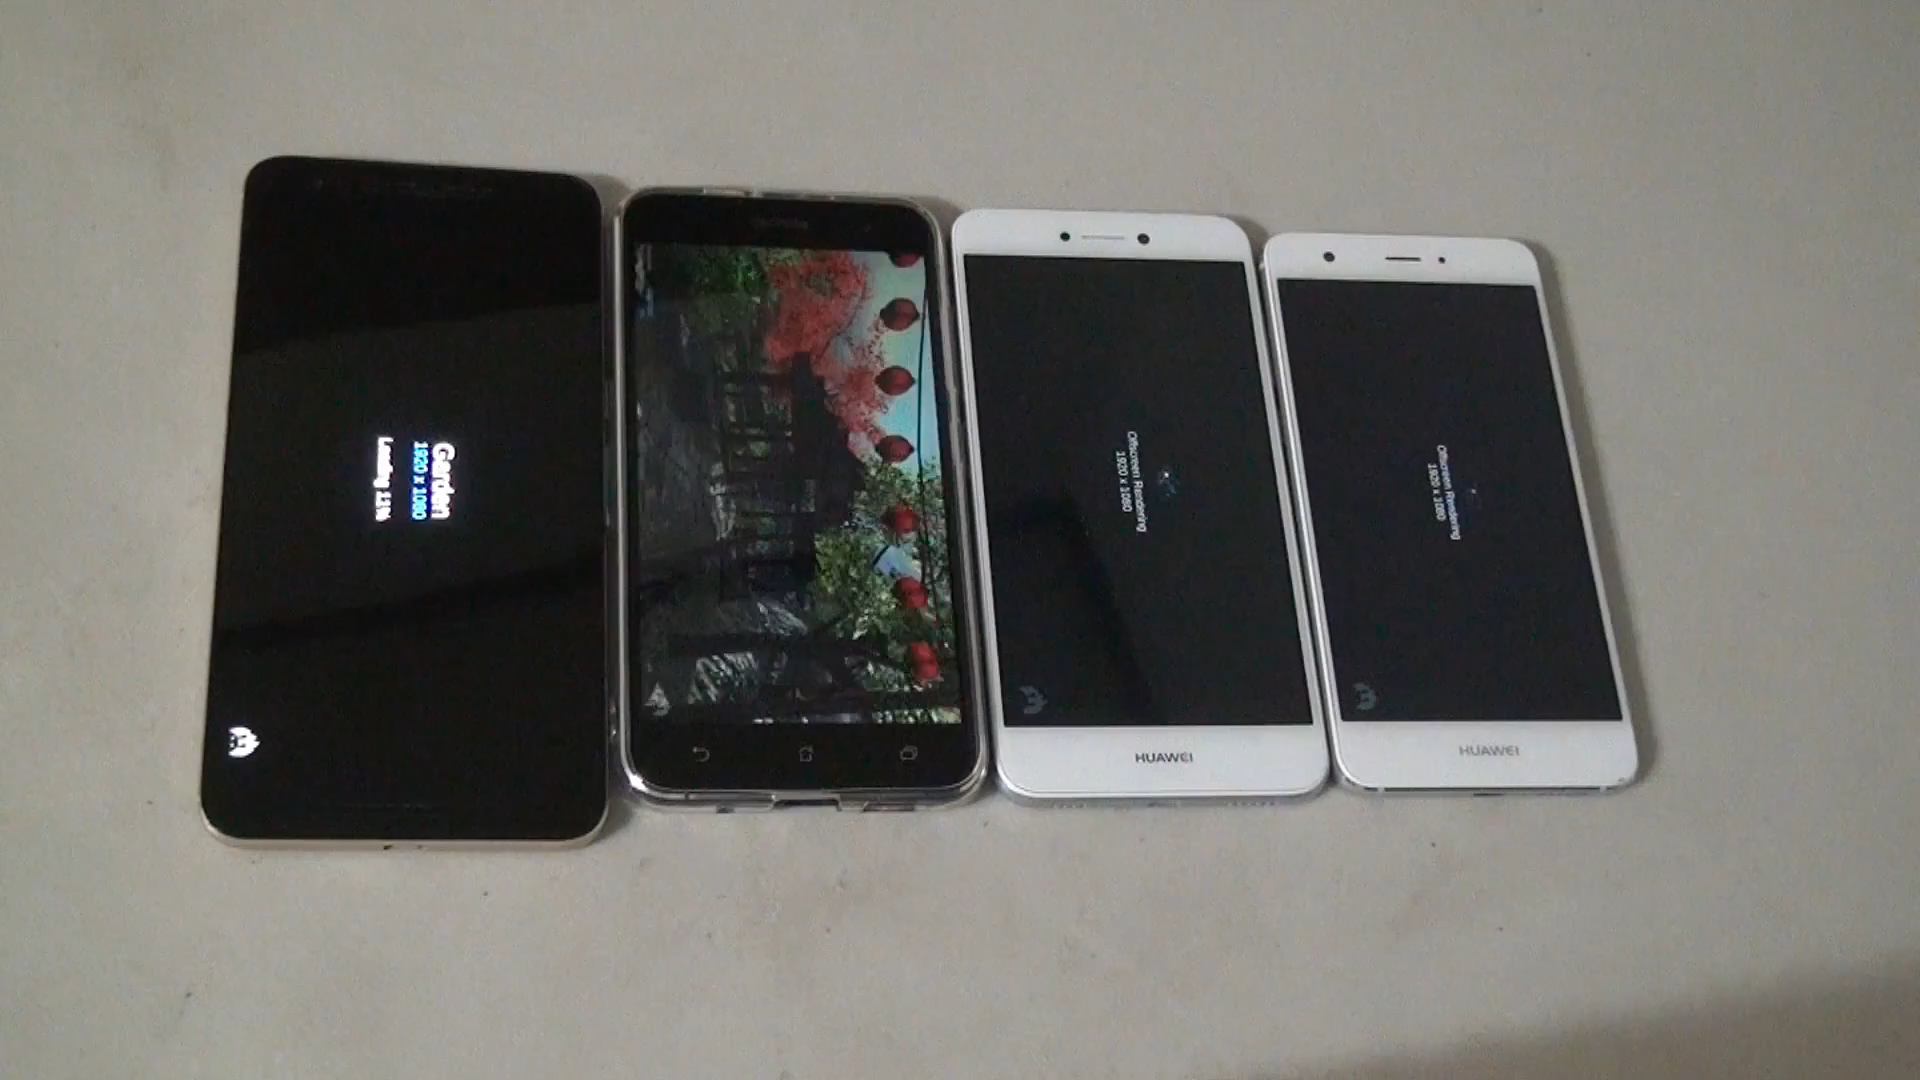 Garden
1920 x 1080
Loading 11%
Offscreen Rendering
1920 x 1080
HUAWEI
Offscreen Rendering
1920 x 1080
HUAWEI